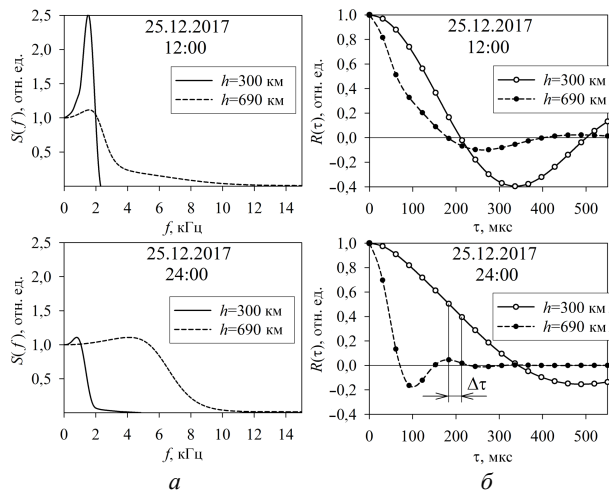 2,5
2,0
1,5
1,0
0,5
S(f), отн. ед.
25.12.2017
12:00
h=300 км
h=690 км
0 2 4 6 8 10 12 14
f, кГц
1,0
0,8
0,6
0,4
0,2
0,0
−0,2
−0,4
R(τ), отн. ед.
25.12.2017
12:00
h=300 км
h=690 км
0 100 200 300 400 500
τ, мкс
2,5
2,0
1,5
1,0
0,5
S(f), отн. ед.
25.12.2017
24:00
h=300 км
h=690 км
0 2 4 6 8 10 12 14
f, кГц
а
1,0
0,8
0,6
0,4
0,2
0,0
−0,2
−0,4
R(τ), отн. ед.
25.12.2017
24:00
h=300 км
h=690 км
Δτ
0 100 200 300 400 500
τ, мкс
б